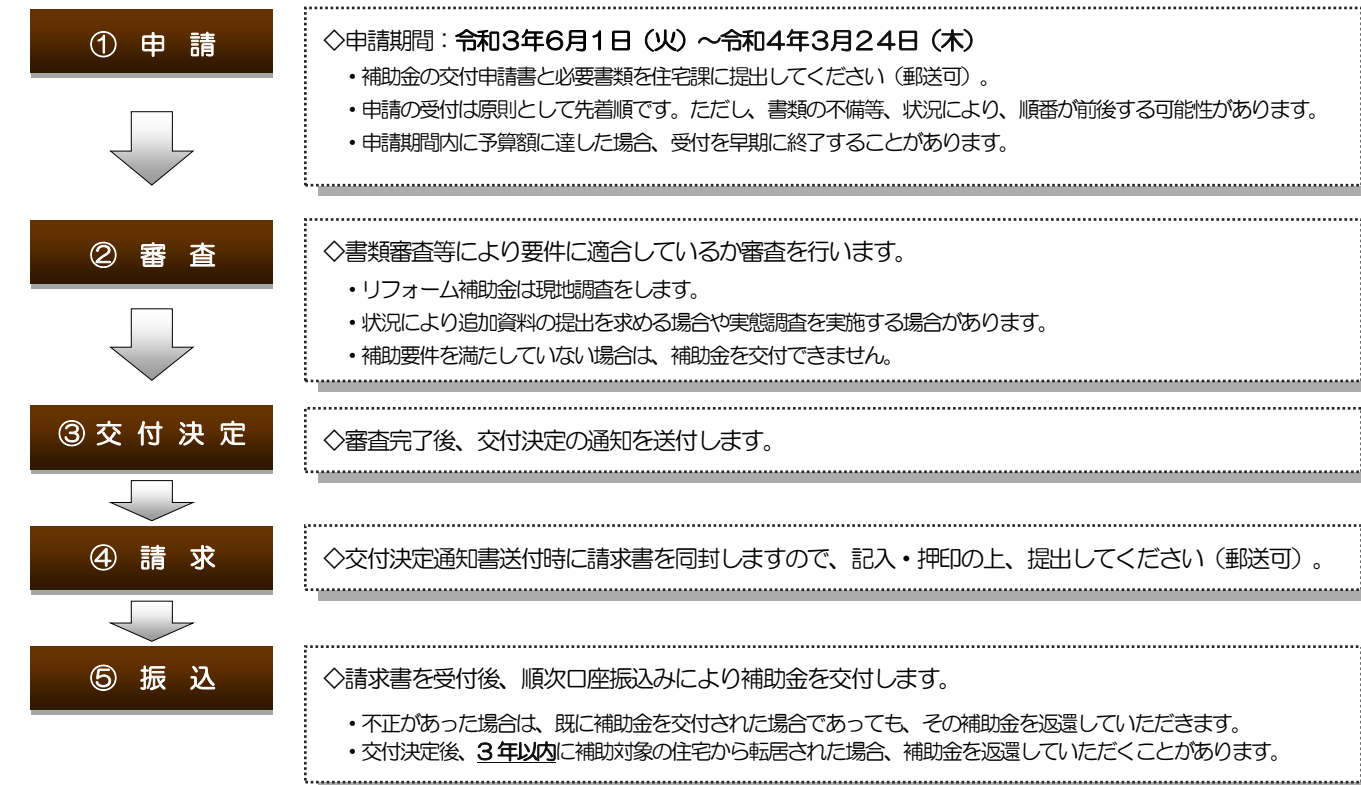 ① 申 請
◇申請期間：令和3年6月1日（火）～令和4年3月24日（木）
・補助金の交付申請書と必要書類を住宅課に提出してください（郵送可）。
・申請の受付は原則として先着順です。ただし、書類の不備等、状況により、順番が前後する可能性があります。
・申請期間内に予算額に達した場合、受付を早期に終了することがあります。
② 審 査
◇書類審査等により要件に適合しているか審査を行います。
・リフォーム補助金は現地調査をします。
・状況により追加資料の提出を求める場合や実態調査を実施する場合があります。
・補助要件を満たしていない場合は、補助金を交付できません。
③ 交 付 決 定
◇審査完了後、交付決定の通知を送付します。
④ 請 求
◇交付決定通知書送付時に請求書を同封しますので、記入・押印の上、提出してください（郵送可）。
⑤ 振 込
◇請求書を受付後、順次口座振込みにより補助金を交付します。
・不正があった場合は、既に補助金を交付された場合であっても、その補助金を返還していただきます。
・交付決定後、3年以内に補助対象の住宅から転居された場合、補助金を返還していただくことがあります。